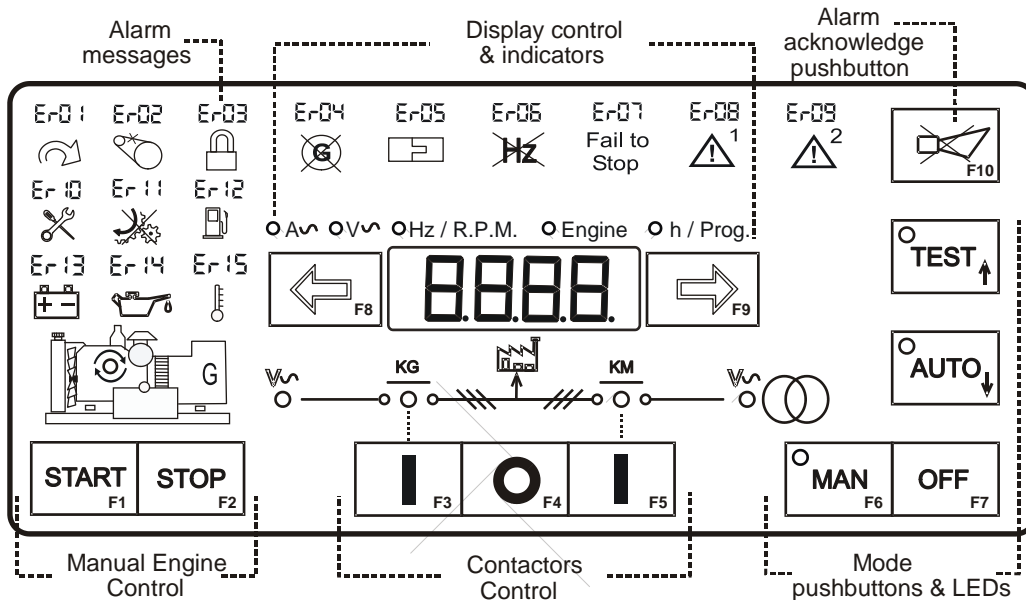 Alarm
messages
Display control
& indicators
Alarm
acknowledge
pushbutton
Er01 Er02 Er03 Er04 Er05 Er06 Er07 Er08 Er09
G Hz Fail to
Stop
1 2
F10
Er10 Er11 Er12
A V Hz / R.P.M. Engine h / Prog.
TEST
Er13 Er14 Er15
F8 8.8.8.8. F9
+ -
G
KG KM
V V
AUTO
START F1 STOP F2
F3 F4 F5
MAN F6 OFF F7
Manual Engine
Control
Contactors
Control
Mode
pushbuttons & LEDs